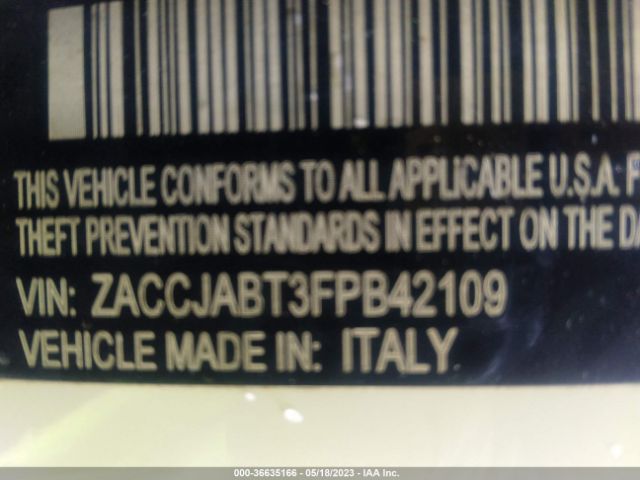 THIS VEHICLE CONFORMS TO ALL APPLICABLE U.S.A. F
THEFT PREVENTION STANDARDS IN EFFECT ON THE DA
VIN: ZACCJABT3FPB42109
VEHICLE MADE IN: ITALY
000-36635166 - 05/18/2023 - IAA Inc.